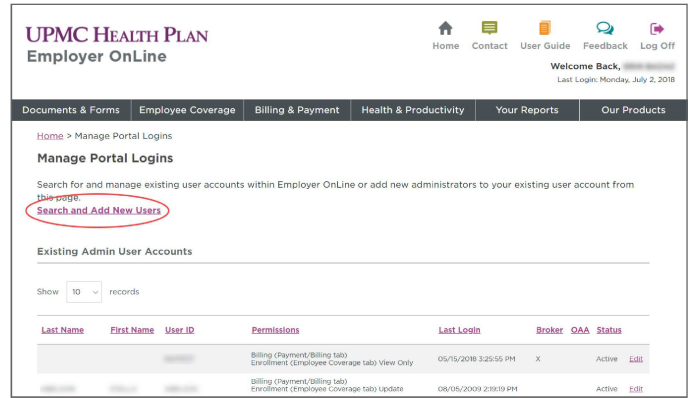 UPMC HEALTH PLAN
Employer OnLine
Home Contact User Guide Feedback Log Off
Welcome Back,
Last Login: Monday, July 2, 2018
Documents & Forms Employee Coverage Billing & Payment Health & Productivity Your Reports Our Products
Home > Manage Portal Logins
Manage Portal Logins
Search for and manage existing user accounts within Employer OnLine or add new administrators to your existing user account from
this page.
Search and Add New Users
Existing Admin User Accounts
Show 10 records
Last Name First Name User ID Permissions Last Login Broker OAA Status
Billing (Payment/Billing tab)
Enrollment (Employee Coverage tab) View Only 05/15/2018 3:25:55 PM X Active Edit
Billing (Payment/Billing tab)
Enrollment (Employee Coverage tab) Update 08/05/2009 2:19:19 PM Active Edit